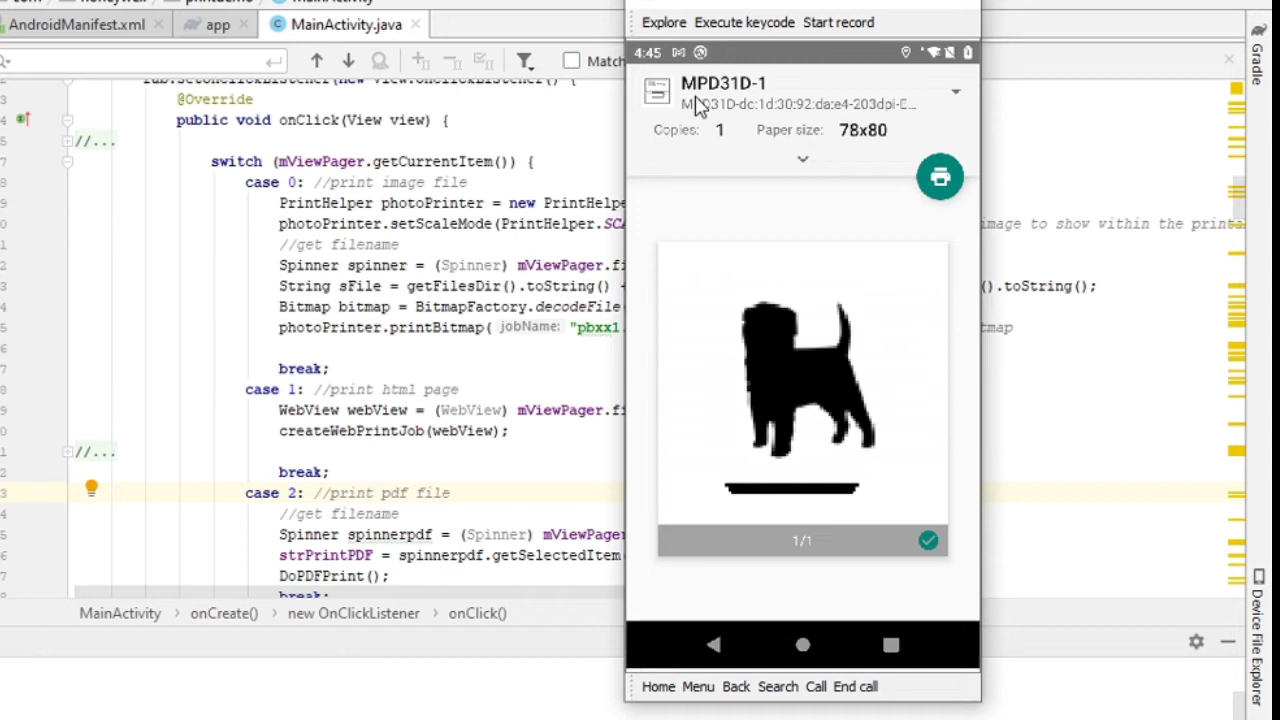 AndroidManifest.xml app MainActivity.java
Match
@Override
public void onClick(View view) {
//...
switch (mViewPager.getCurrentItem()) {
case 0: //print image file
PrintHelper photoPrinter = new PrintHelpe
photoPrinter.setScaleMode(PrintHelper.SCA
image to show within the printa
//get filename
Spinner spinner = (Spinner) mViewPager.fi
String sFile = getFilesDir().toString() +
().toString();
Bitmap bitmap = BitmapFactory.decodeFile(
photoPrinter.printBitmap( jobName: "pbxx1.
break;
case 1: //print html page
WebView webView = (WebView) mViewPager.fi
createWebPrintJob(webView);
//...
break;
case 2: //print pdf file
//get filename
Spinner spinnerpdf = (Spinner) mViewPager
strPrintPDF = spinnerpdf.getSelectedItem(
DoPDFPrint();
break;
MainActivity > onCreate() > new OnClickListener > onClick()
Explore Execute keycode Start record
4:45
MPD31D-1
Copies: 1 Paper size: 78x80
1/1
Home Menu Back Search Call End call
Gradle
Device File Explorer